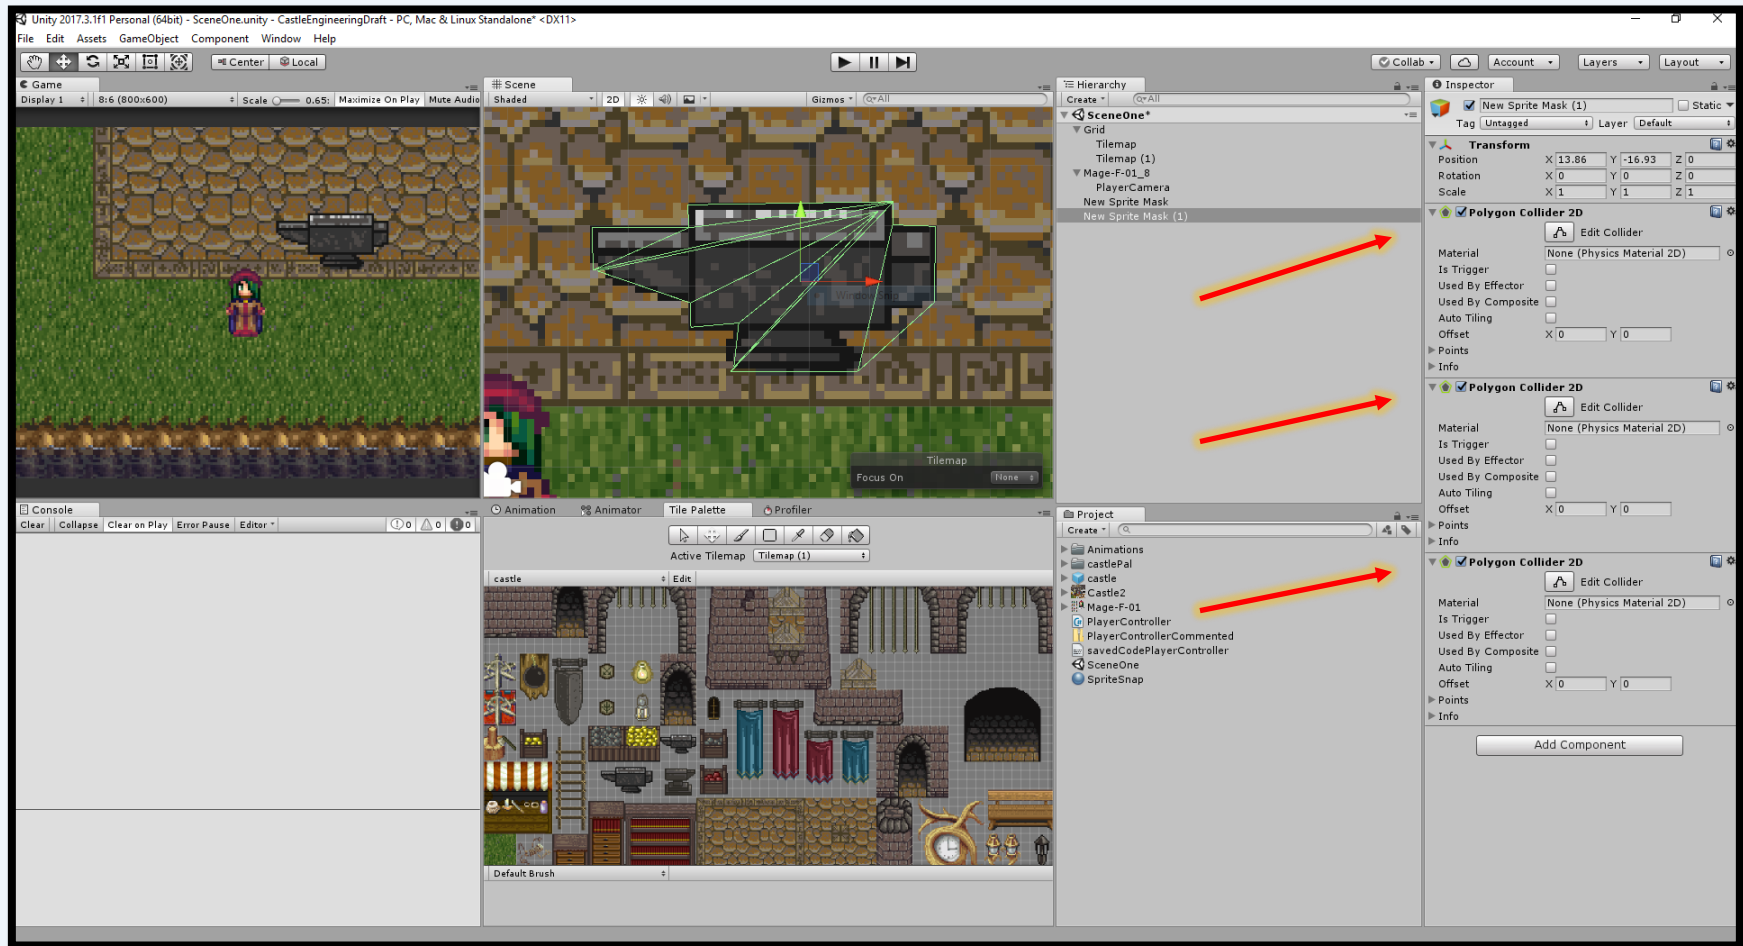 Unity 2017.3.1f1 Personal (64bit) - SceneOne.unity - CastleEngineeringDraft - PC, Mac & Linux Standalone* <DX11>
File Edit Assets GameObject Component Window Help
Center Local Collab Account Layers Layout
Game
Display 1 8:6 (800x600) Scale 0.65: Maximize On Play Mute Audio
Scene
Shaded 2D Gizmos All
Tilemap
Focus On None
Hierarchy
Create All
SceneOne*
Grid
Tilemap
Tilemap (1)
Mage-F-01_8
PlayerCamera
New Sprite Mask
New Sprite Mask (1)
Inspector
New Sprite Mask (1) Static
Tag Untagged Layer Default
Transform
Position X 13.86 Y -16.93 Z 0
Rotation X 0 Y 0 Z 0
Scale X 1 Y 1 Z 1
Polygon Collider 2D
Edit Collider
Material None (Physics Material 2D)
Is Trigger
Used By Effector
Used By Composite
Auto Tiling
Offset X 0 Y 0
Points
Info
Polygon Collider 2D
Edit Collider
Material None (Physics Material 2D)
Is Trigger
Used By Effector
Used By Composite
Auto Tiling
Offset X 0 Y 0
Points
Info
Polygon Collider 2D
Edit Collider
Material None (Physics Material 2D)
Is Trigger
Used By Effector
Used By Composite
Auto Tiling
Offset X 0 Y 0
Points
Info
Add Component
Console
Clear Collapse Clear on Play Error Pause Editor 0 0 0
Animation Animator Tile Palette Profiler
Active Tilemap Tilemap (1)
castle Edit
Default Brush
Project
Create
Animations
castlePal
castle
Castle2
Mage-F-01
PlayerController
PlayerControllerCommented
savedCodePlayerController
SceneOne
SpriteSnap